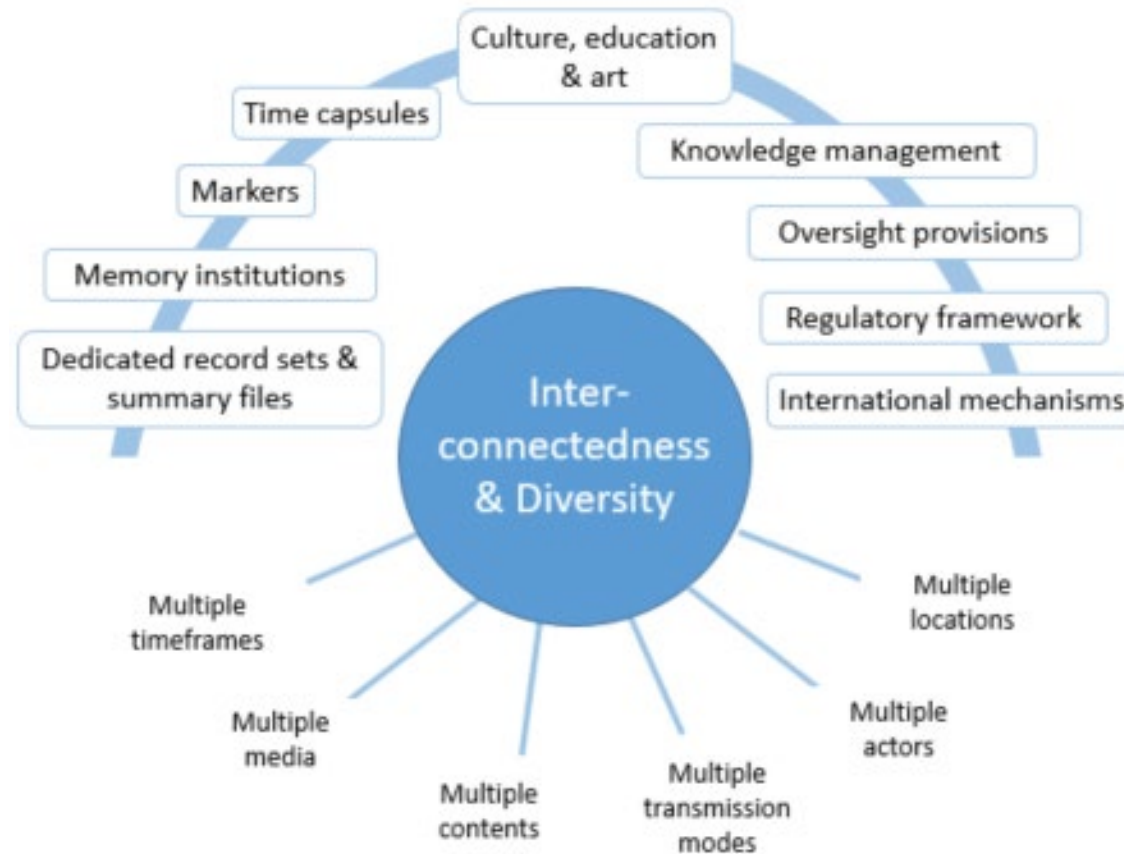 Culture, education
& art
Time capsules
Knowledge management
Markers
Oversight provisions
Memory institutions
Regulatory framework
Dedicated record sets &
summary files
International mechanisms
Inter-
connectedness
& Diversity
Multiple
timeframes
Multiple
media
Multiple
contents
Multiple
transmission
modes
Multiple
actors
Multiple
locations